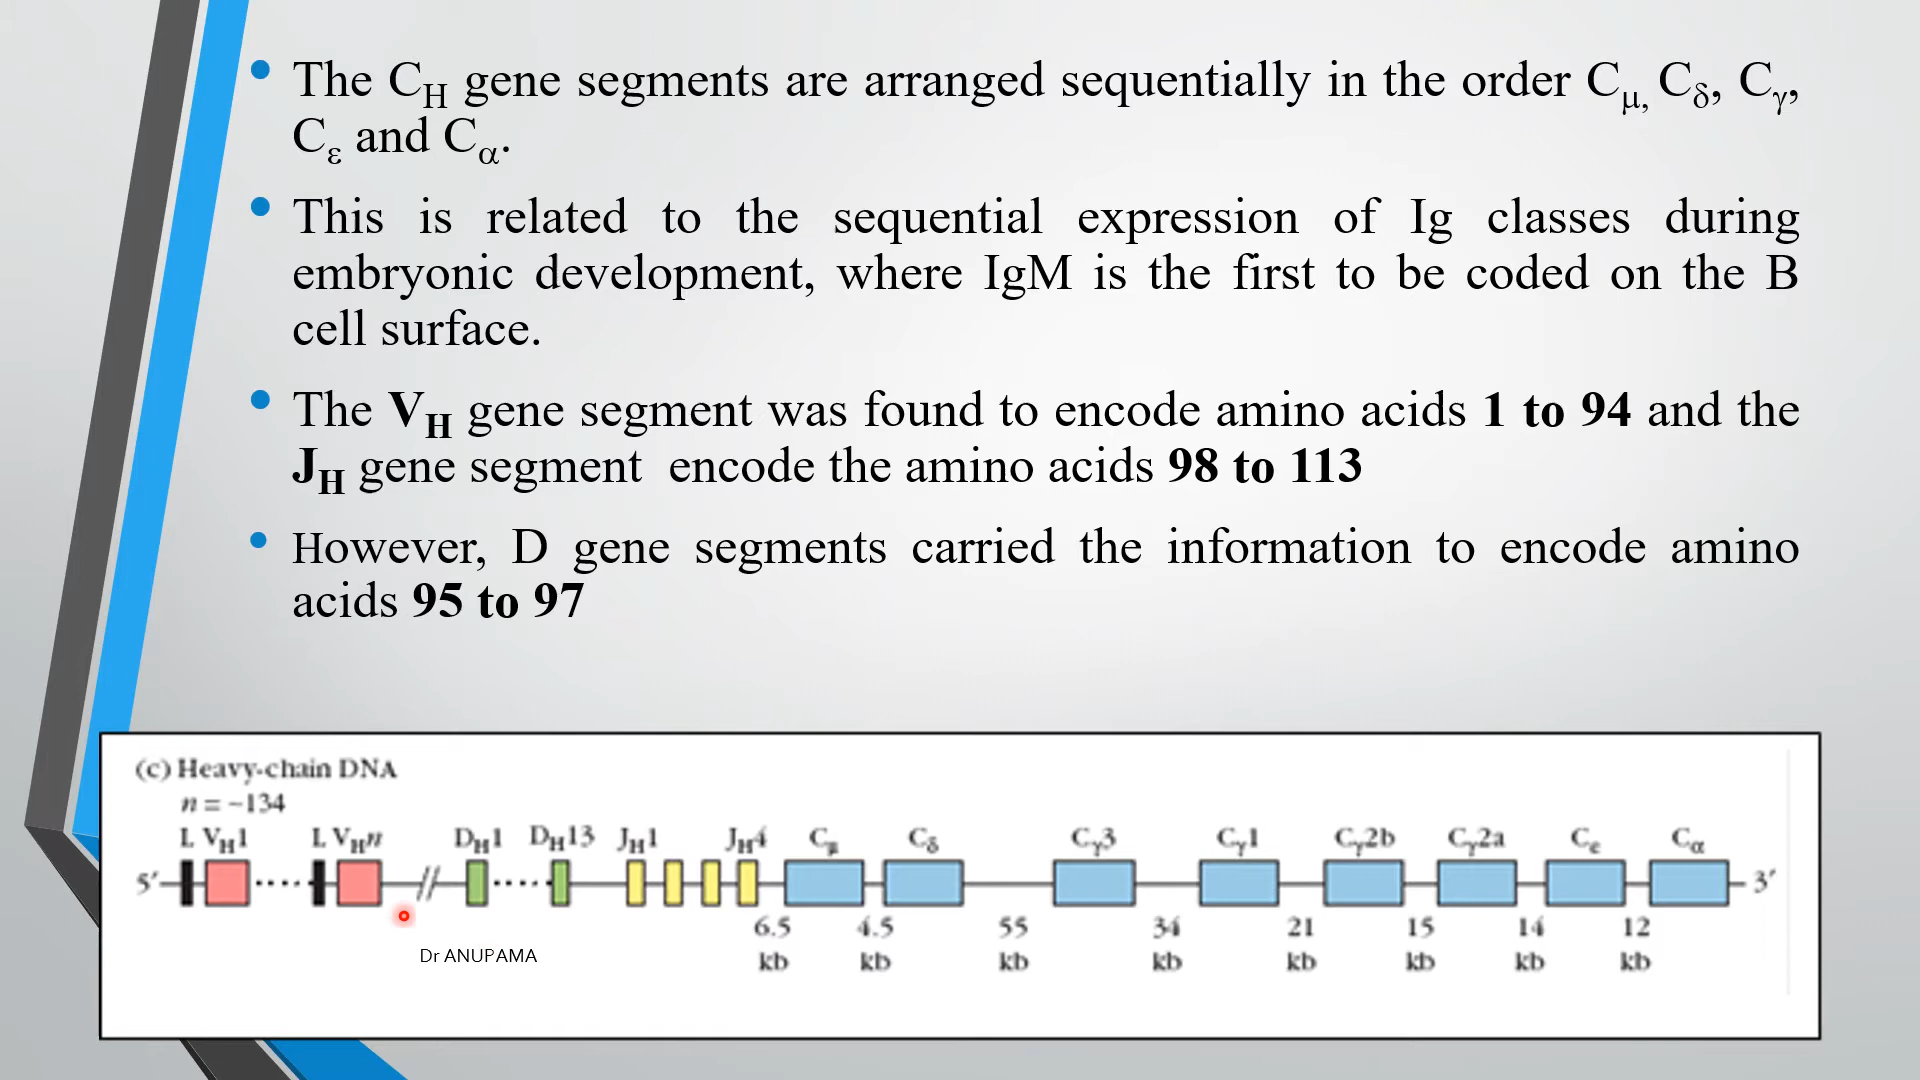 The CH gene segments are arranged sequentially in the order Cμ, Cδ, Cγ,
Cε and Cα.
This is related to the sequential expression of Ig classes during
embryonic development, where IgM is the first to be coded on the B
cell surface.
The VH gene segment was found to encode amino acids 1 to 94 and the
JH gene segment encode the amino acids 98 to 113
However, D gene segments carried the information to encode amino
acids 95 to 97
(c) Heavy-chain DNA
n = ~134
L VH1 L VHn DH1 DH13 JH1 JH4 Cμ Cδ Cγ3 Cγ1 Cγ2b Cγ2a Cε Cα
5′ 3′
6.5 4.5 55 34 21 15 14 12
kb kb kb kb kb kb kb kb
Dr ANUPAMA